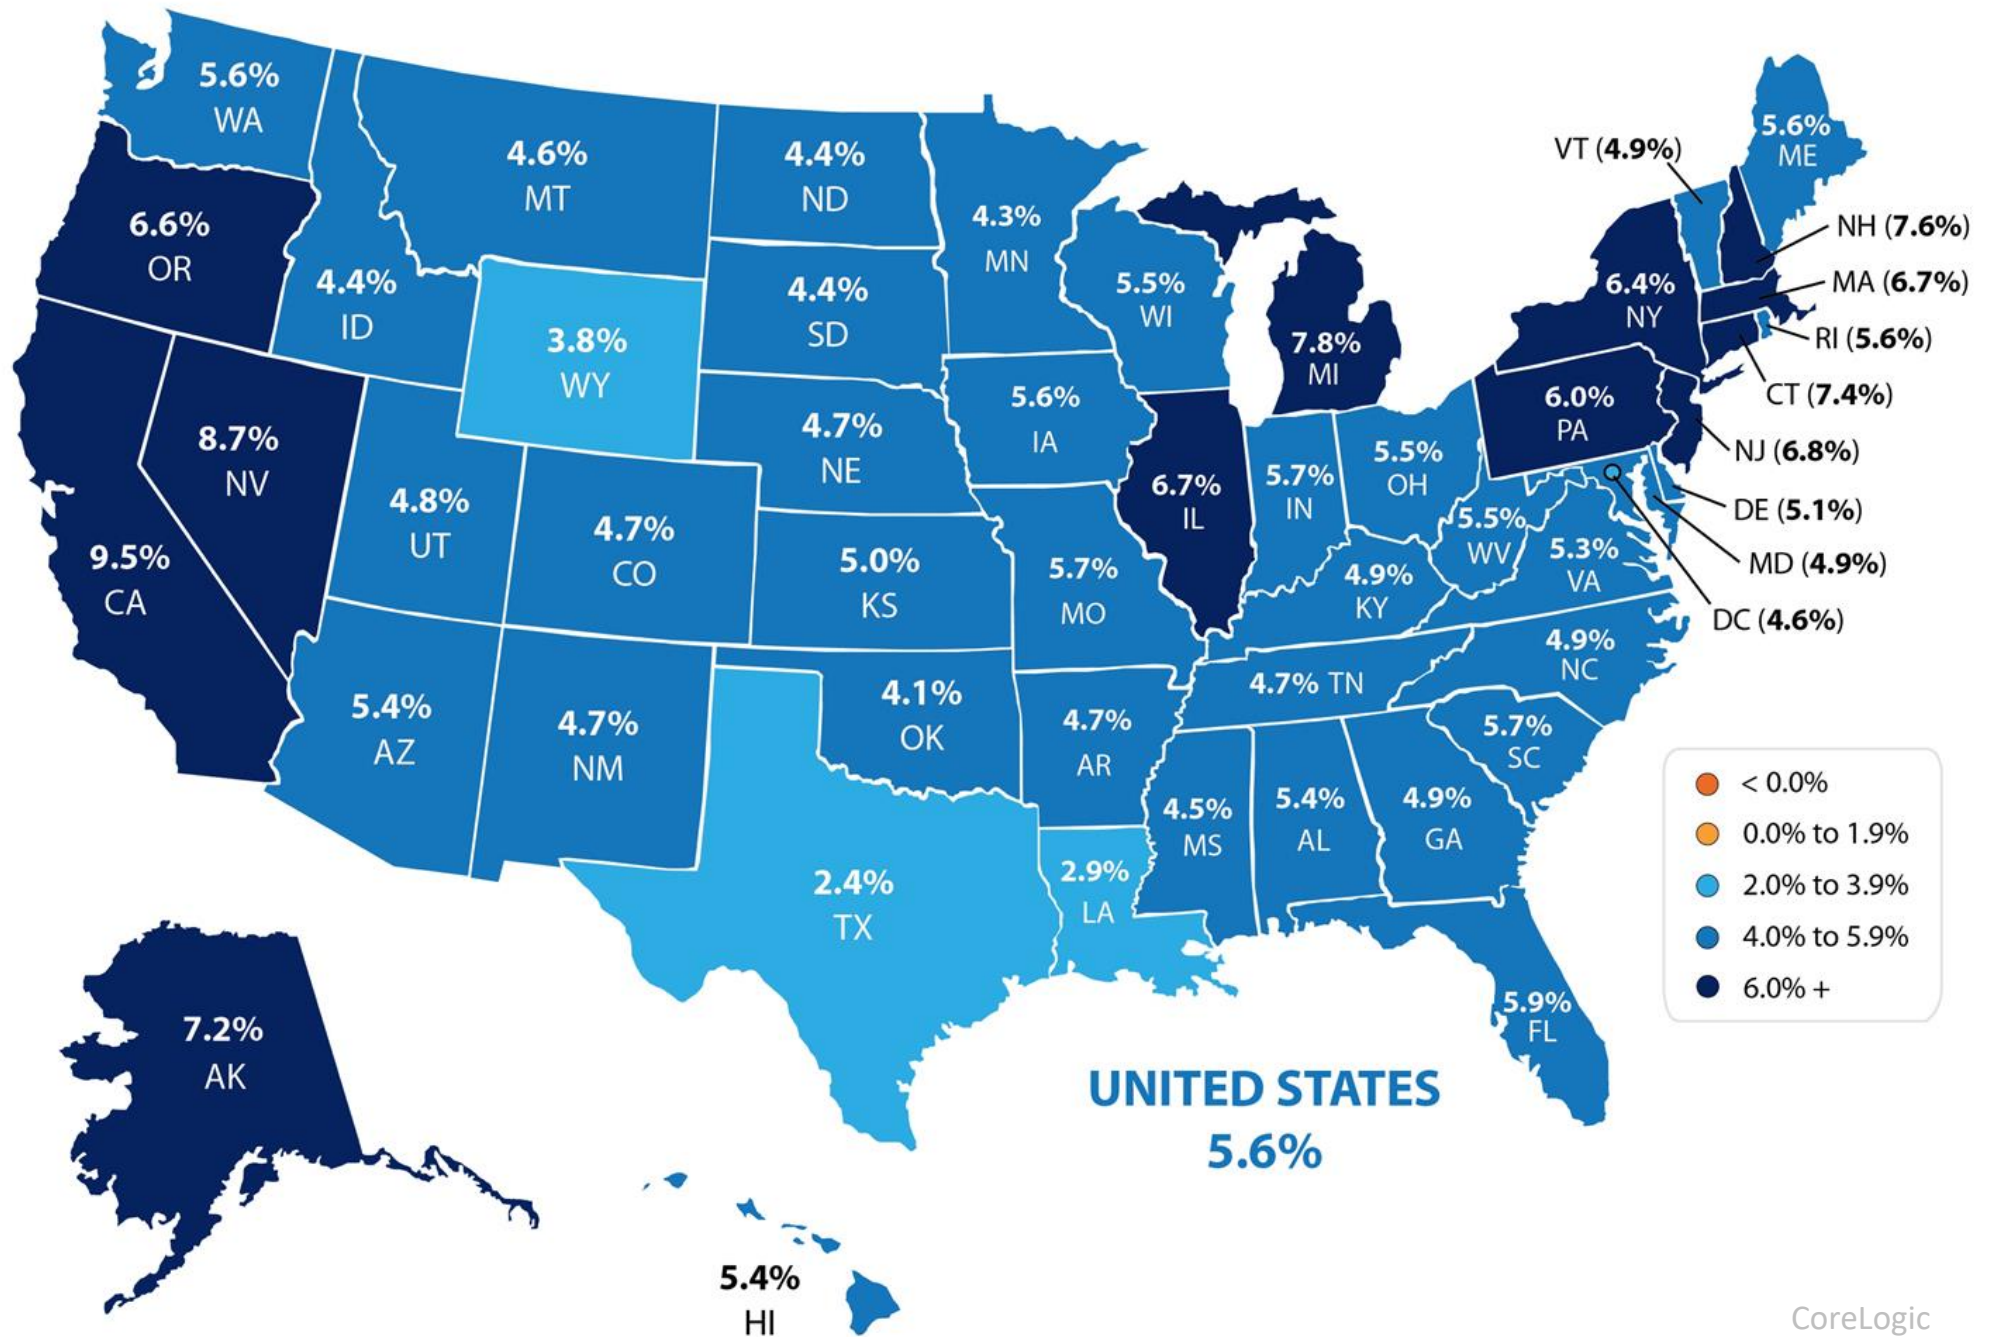 5.6%
WA
4.6%
MT
4.4%
ND
4.3%
MN
5.6%
ME
VT (4.9%)
6.6%
OR
4.4%
ID
3.8%
WY
4.4%
SD
5.5%
WI
7.8%
MI
6.4%
NY
NH (7.6%)
MA (6.7%)
RI (5.6%)
CT (7.4%)
NJ (6.8%)
DE (5.1%)
MD (4.9%)
DC (4.6%)
9.5%
CA
8.7%
NV
4.8%
UT
4.7%
CO
4.7%
NE
5.0%
KS
5.6%
IA
5.7%
MO
6.7%
IL
5.7%
IN
5.5%
OH
6.0%
PA
5.5%
WV
5.3%
VA
4.9%
KY
4.9%
NC
4.7% TN
5.7%
SC
5.4%
AZ
4.7%
NM
4.1%
OK
4.7%
AR
4.5%
MS
5.4%
AL
4.9%
GA
2.4%
TX
2.9%
LA
5.9%
FL
7.2%
AK
5.4%
HI
< 0.0%
0.0% to 1.9%
2.0% to 3.9%
4.0% to 5.9%
6.0% +
UNITED STATES
5.6%
CoreLogic